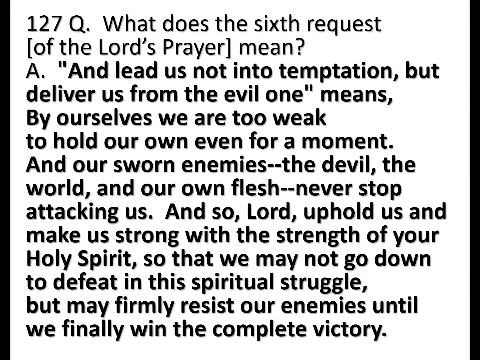 127 Q.  What does the sixth request
[of the Lord's Prayer] mean?
A.  "And lead us not into temptation, but
deliver us from the evil one" means,
By ourselves we are too weak
to hold our own even for a moment.
And our sworn enemies--the devil, the
world, and our own flesh--never stop
attacking us.  And so, Lord, uphold us and
make us strong with the strength of your
Holy Spirit, so that we may not go down
to defeat in this spiritual struggle,
but may firmly resist our enemies until
we finally win the complete victory.